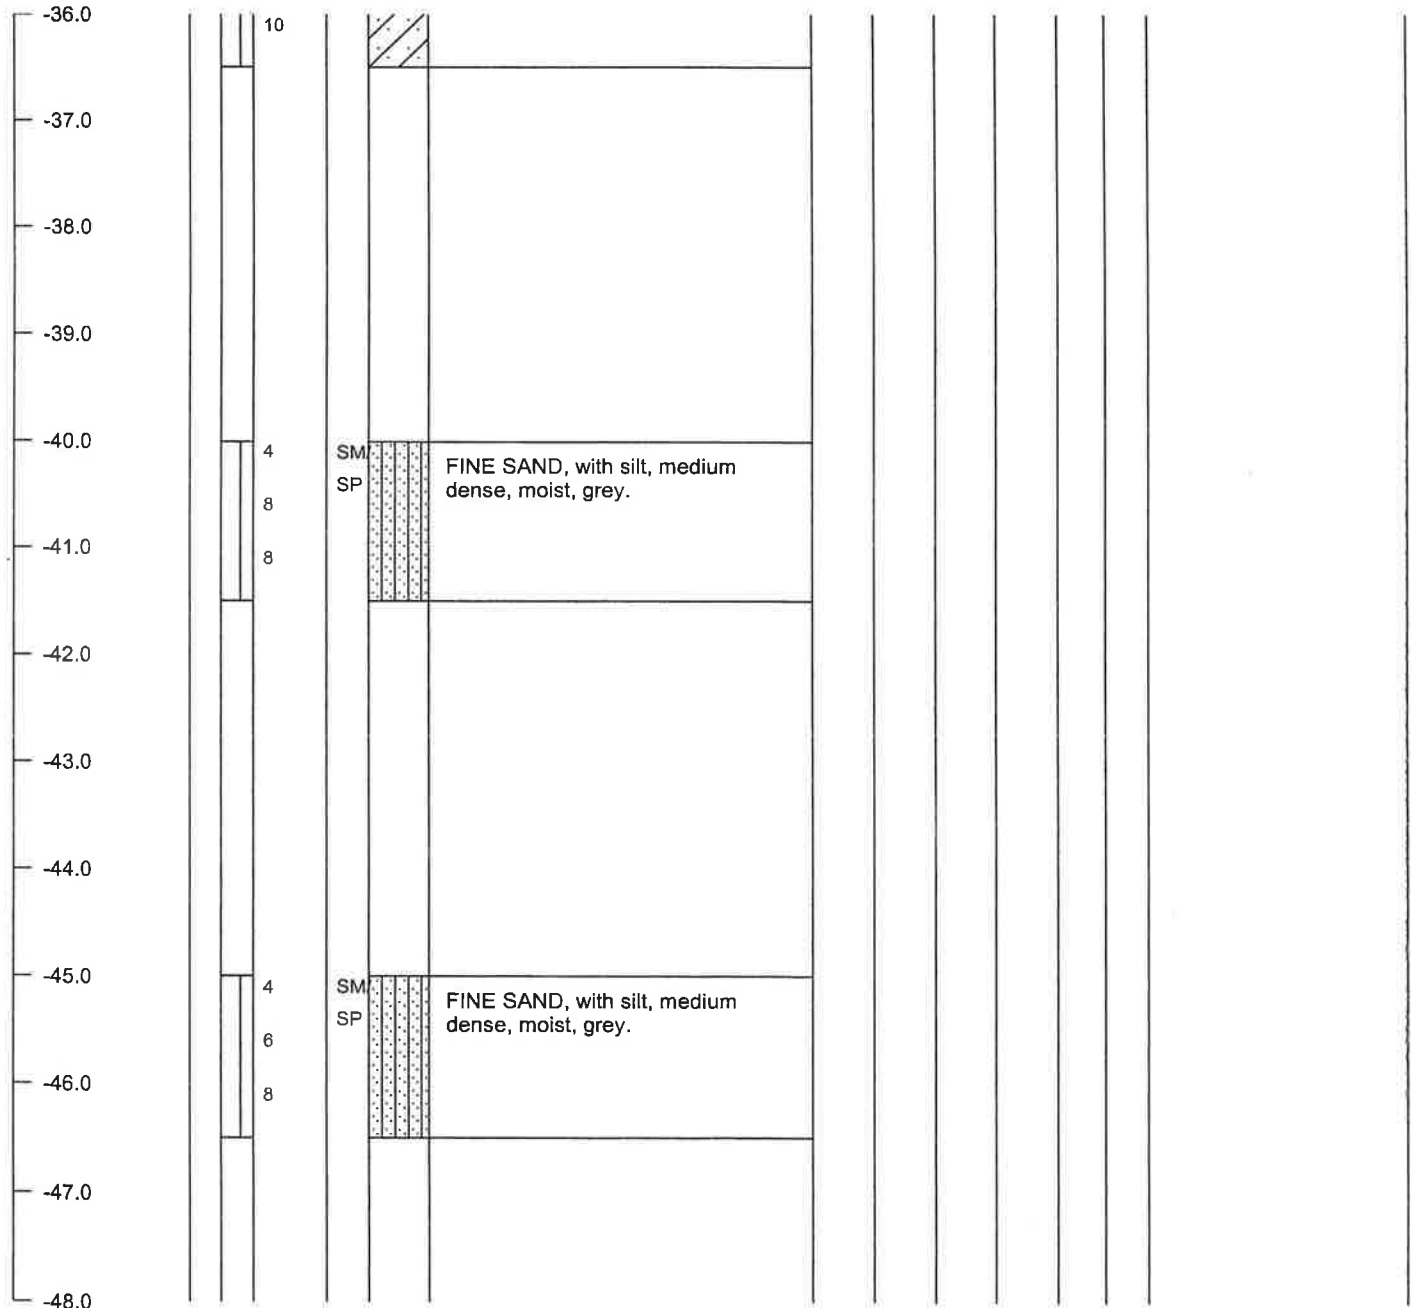 -36.0
10
-37.0
-38.0
-39.0
-40.0
4
SM/
FINE SAND, with silt, medium
SP
dense, moist, grey.
8
-41.0
8
-42.0
-43.0
-44.0
-45.0
4
SM/
FINE SAND, with silt, medium
SP
dense, moist, grey.
6
-46.0
8
-47.0
-48.0